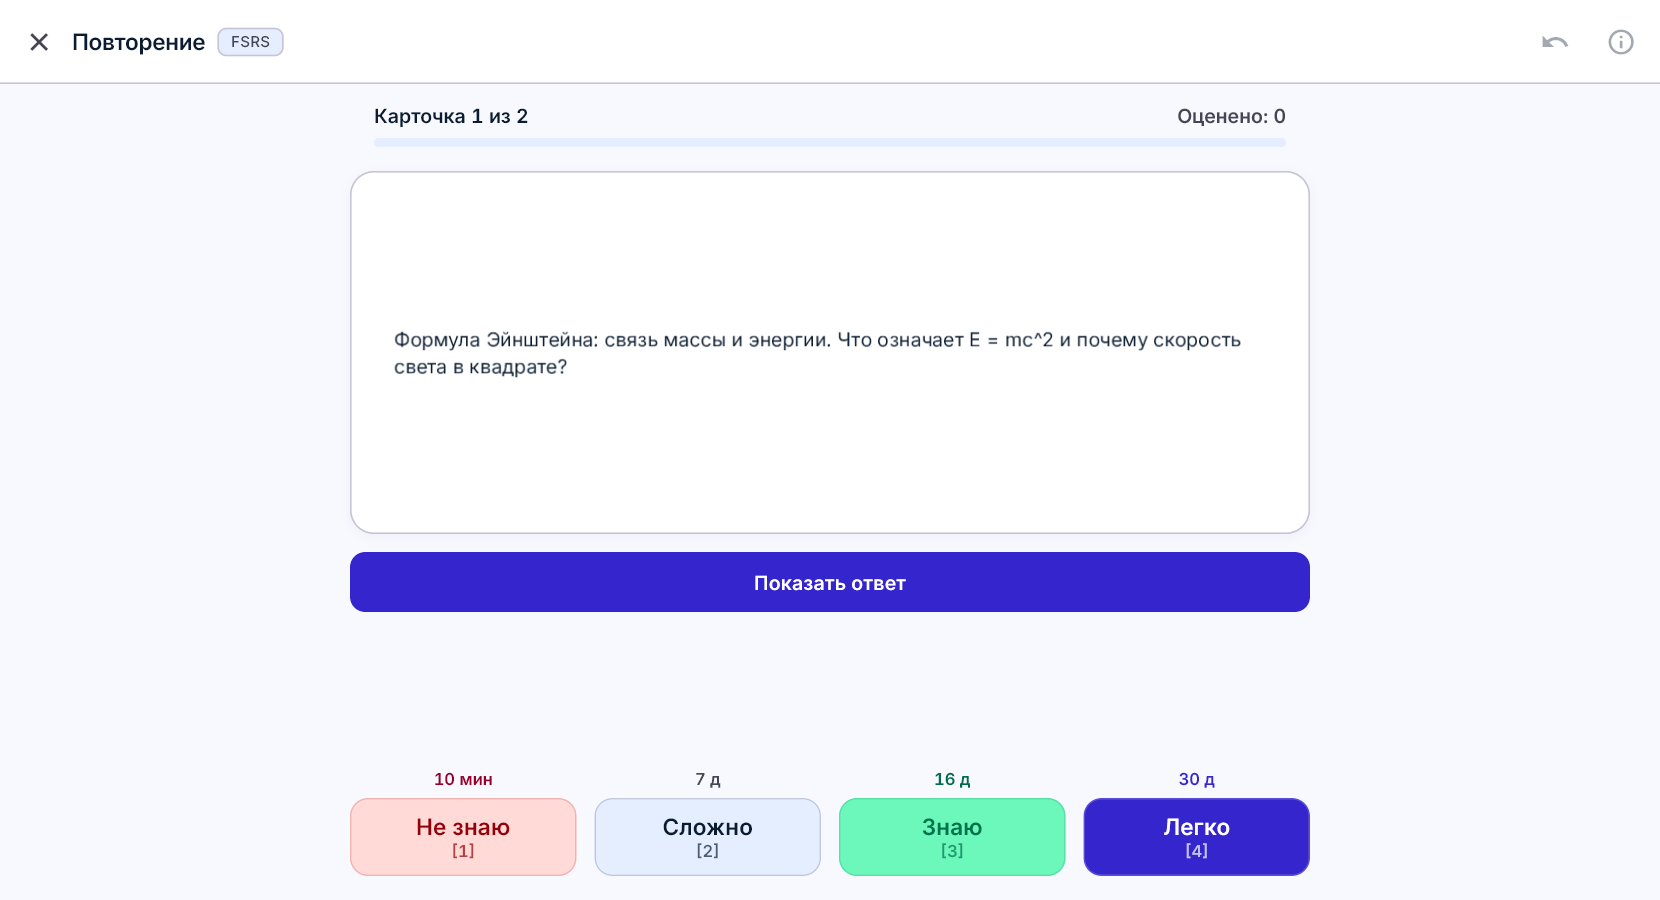 Повторение
FSRS
Карточка 1 из 2
Оценено: 0
Формула Эйнштейна: связь массы и энергии. Что означает E = mc^2 и почему скорость
света в квадрате?
Показать ответ
10 мин
7 д
16 д
30 д
Не знаю
[1]
Сложно
[2]
Знаю
[3]
Легко
[4]